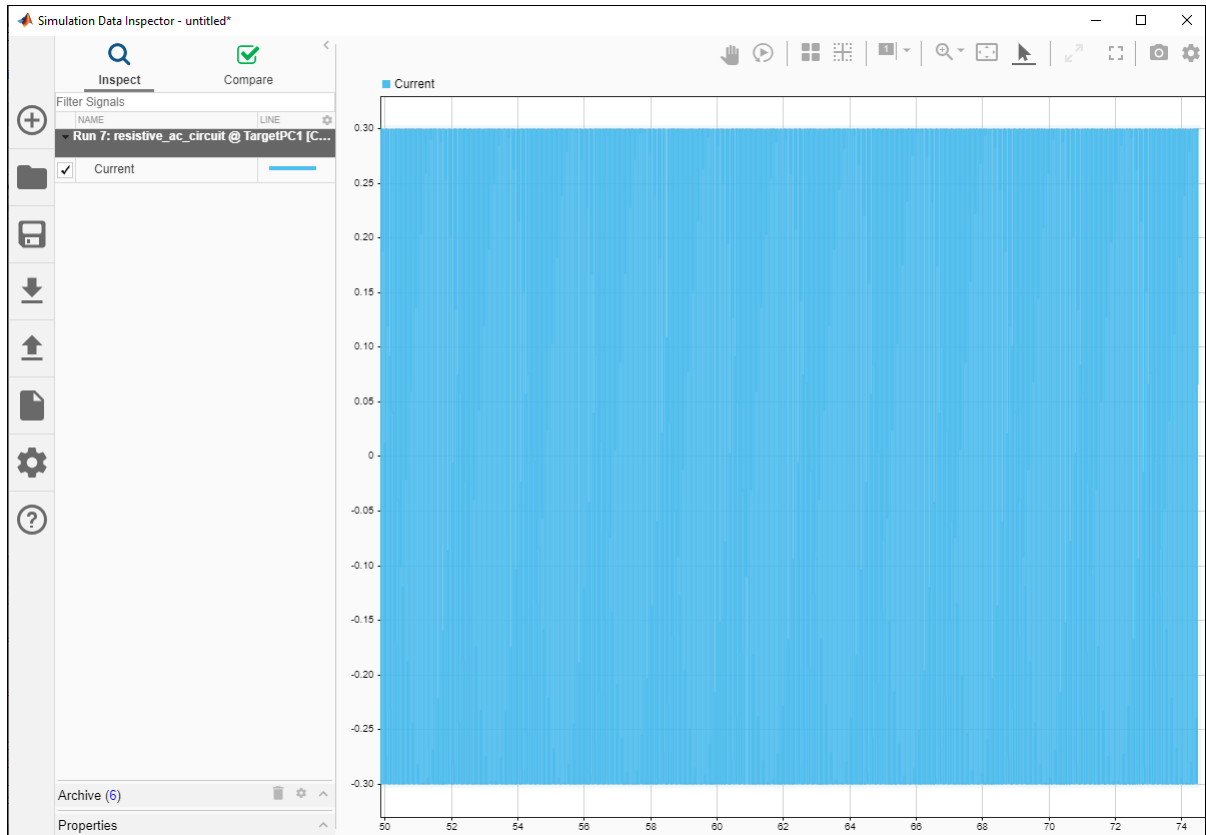 Simulation Data Inspector - untitled*
Inspect
Compare
Filter Signals
NAME
LINE
Run 7: resistive_ac_circuit @ TargetPC1 [C...
Current
Archive (6)
Properties
1
Current
0.30
0.25
0.20
0.15
0.10
0.05
0
-0.05
-0.10
-0.15
-0.20
-0.25
-0.30
50 52 54 56 58 60 62 64 66 68 70 72 74